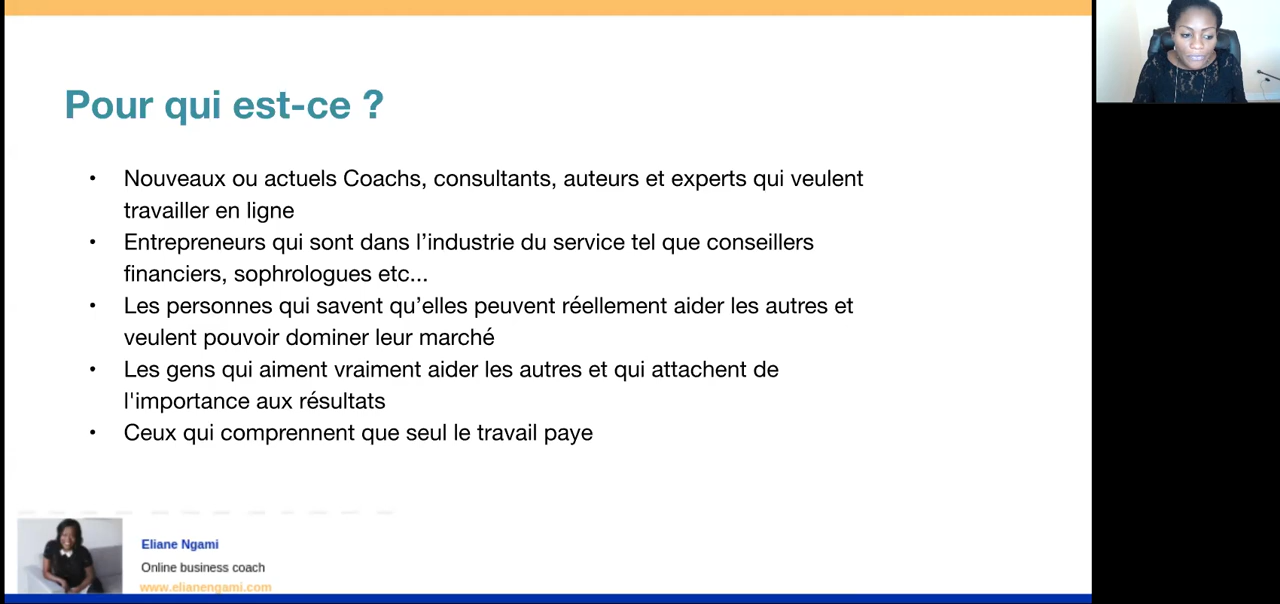 Pour qui est-ce ?
• Nouveaux ou actuels Coachs, consultants, auteurs et experts qui veulent
travailler en ligne
• Entrepreneurs qui sont dans l’industrie du service tel que conseillers
financiers, sophrologues etc...
• Les personnes qui savent qu’elles peuvent réellement aider les autres et
veulent pouvoir dominer leur marché
• Les gens qui aiment vraiment aider les autres et qui attachent de
l'importance aux résultats
• Ceux qui comprennent que seul le travail paye
Eliane Ngami
Online business coach
www.elianengami.com